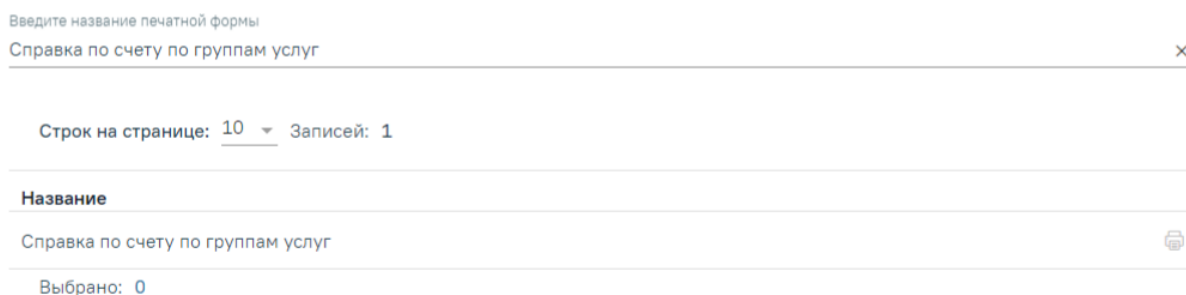 Введите название печатной формы
Справка по счету по группам услуг
Строк на странице: 10 Записей: 1
Название
Справка по счету по группам услуг
Выбрано: 0